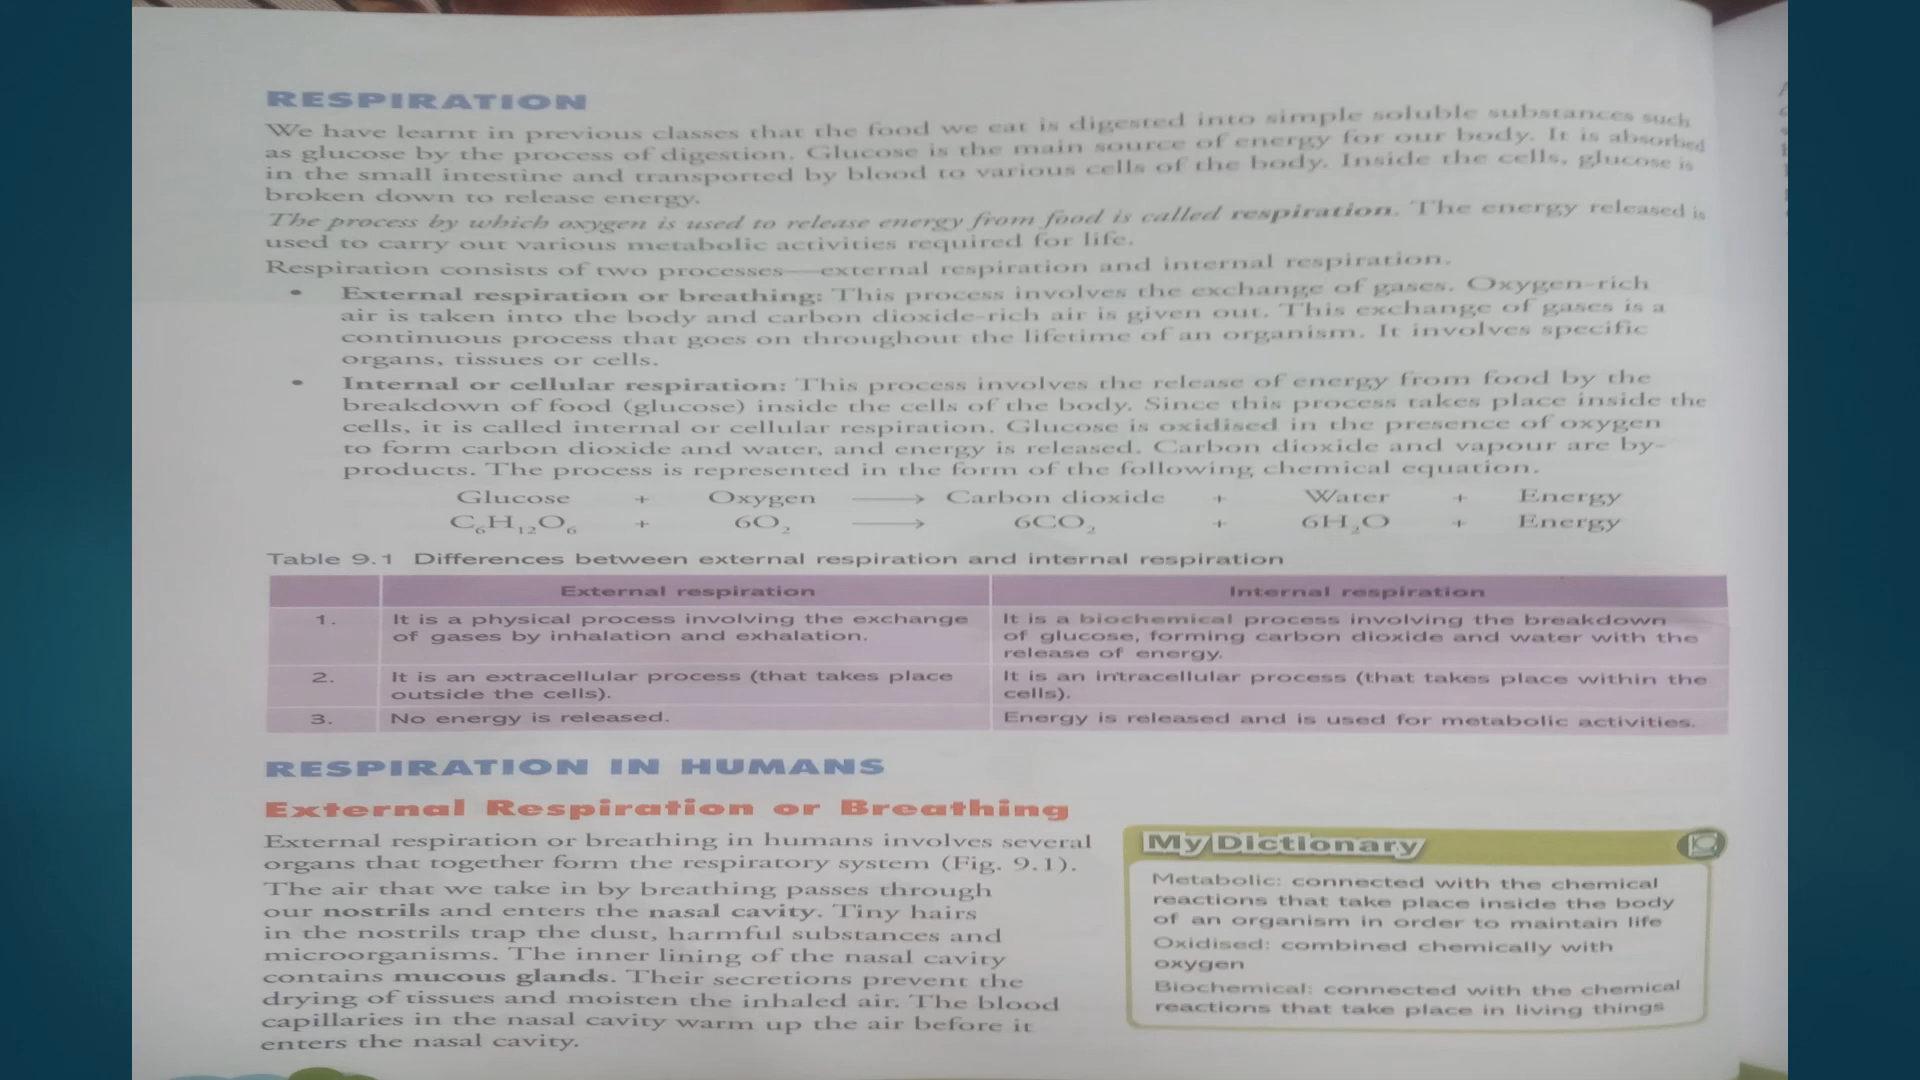 RESPIRATION
We have learnt in previous classes that the food we eat is digested into simple soluble substances such
as glucose by the process of digestion. Glucose is the main source of energy for our body. It is absorbed
in the small intestine and transported by blood to various cells of the body. Inside the cells, glucose is
broken down to release energy.
The process by which oxygen is used to release energy from food is called respiration. The energy released is
used to carry out various metabolic activities required for life.
Respiration consists of two processes—external respiration and internal respiration.
• External respiration or breathing: This process involves the exchange of gases. Oxygen-rich
air is taken into the body and carbon dioxide-rich air is given out. This exchange of gases is a
continuous process that goes on throughout the lifetime of an organism. It involves specific
organs, tissues or cells.
• Internal or cellular respiration: This process involves the release of energy from food by the
breakdown of food (glucose) inside the cells of the body. Since this process takes place inside the
cells, it is called internal or cellular respiration. Glucose is oxidised in the presence of oxygen
to form carbon dioxide and water, and energy is released. Carbon dioxide and vapour are by-
products. The process is represented in the form of the following chemical equation.
Glucose + Oxygen ⟶ Carbon dioxide + Water + Energy
C₆H₁₂O₆ + 6O₂ ⟶ 6CO₂ + 6H₂O + Energy
Table 9.1 Differences between external respiration and internal respiration
External respiration Internal respiration
1. It is a physical process involving the exchange
of gases by inhalation and exhalation.
It is a biochemical process involving the breakdown
of glucose, forming carbon dioxide and water with the
release of energy.
2. It is an extracellular process (that takes place
outside the cells).
It is an intracellular process (that takes place within the
cells).
3. No energy is released.
Energy is released and is used for metabolic activities.
RESPIRATION IN HUMANS
External Respiration or Breathing
External respiration or breathing in humans involves several
organs that together form the respiratory system (Fig. 9.1).
The air that we take in by breathing passes through
our nostrils and enters the nasal cavity. Tiny hairs
in the nostrils trap the dust, harmful substances and
microorganisms. The inner lining of the nasal cavity
contains mucous glands. Their secretions prevent the
drying of tissues and moisten the inhaled air. The blood
capillaries in the nasal cavity warm up the air before it
enters the nasal cavity.
My Dictionary
Metabolic: connected with the chemical
reactions that take place inside the body
of an organism in order to maintain life
Oxidised: combined chemically with
oxygen
Biochemical: connected with the chemical
reactions that take place in living things